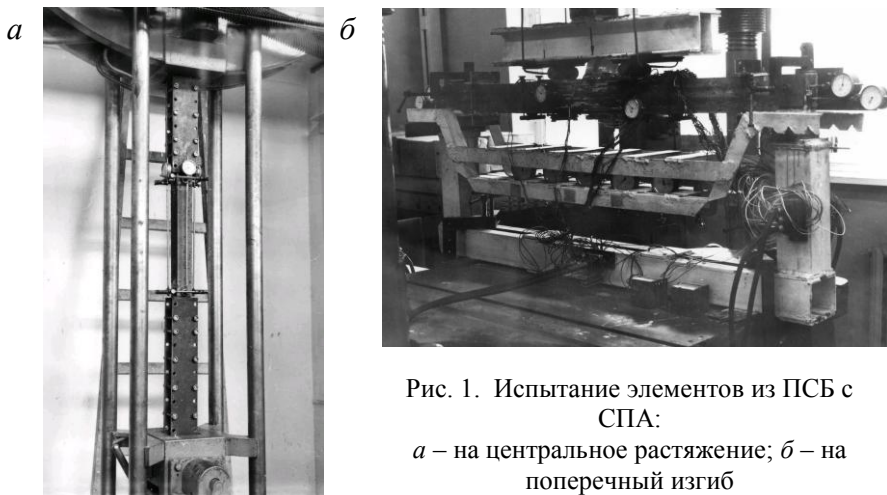 а
б
Рис. 1. Испытание элементов из ПСБ с
СПА:
а – на центральное растяжение; б – на
поперечный изгиб